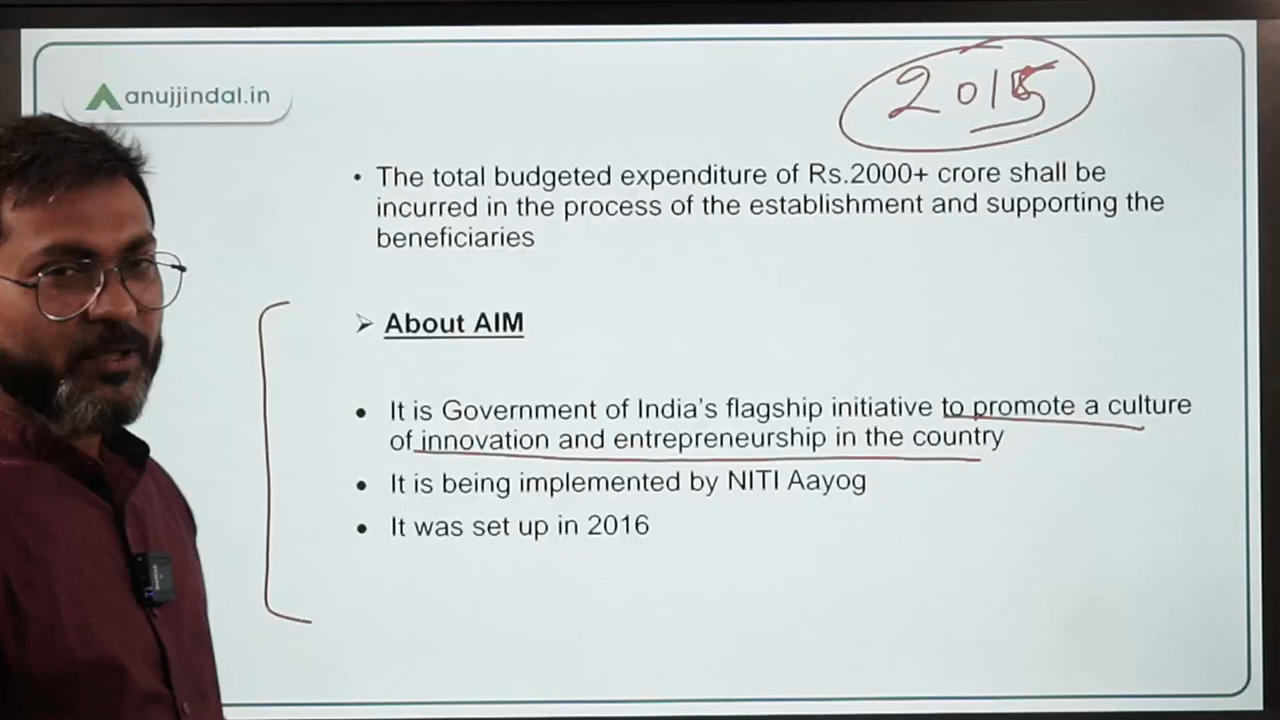 anujjindal.in
2015
• The total budgeted expenditure of Rs.2000+ crore shall be
incurred in the process of the establishment and supporting the
beneficiaries
➢ About AIM
• It is Government of India's flagship initiative to promote a culture
of innovation and entrepreneurship in the country
• It is being implemented by NITI Aayog
• It was set up in 2016